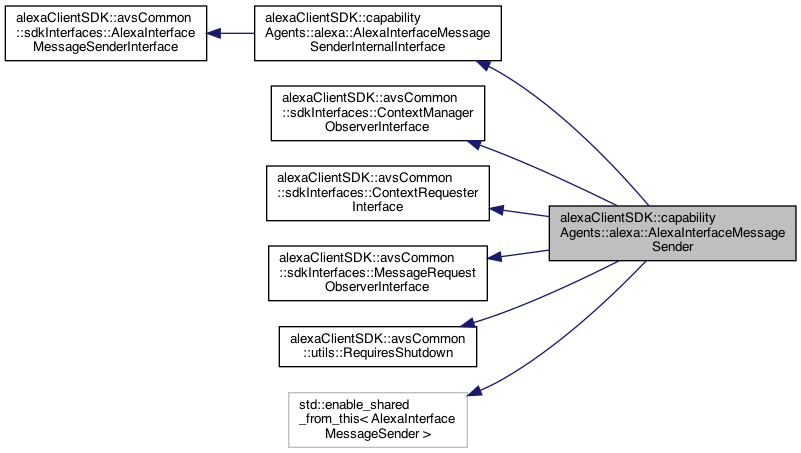 alexaClientSDK::avsCommon
::sdkInterfaces::AlexaInterface
MessageSenderInterface
alexaClientSDK::capability
Agents::alexa::AlexaInterfaceMessage
SenderInternalInterface
alexaClientSDK::avsCommon
::sdkInterfaces::ContextManager
ObserverInterface
alexaClientSDK::avsCommon
::sdkInterfaces::ContextRequester
Interface
alexaClientSDK::capability
Agents::alexa::AlexaInterfaceMessage
Sender
alexaClientSDK::avsCommon
::sdkInterfaces::MessageRequest
ObserverInterface
alexaClientSDK::avsCommon
::utils::RequiresShutdown
std::enable_shared
_from_this< AlexaInterface
MessageSender >